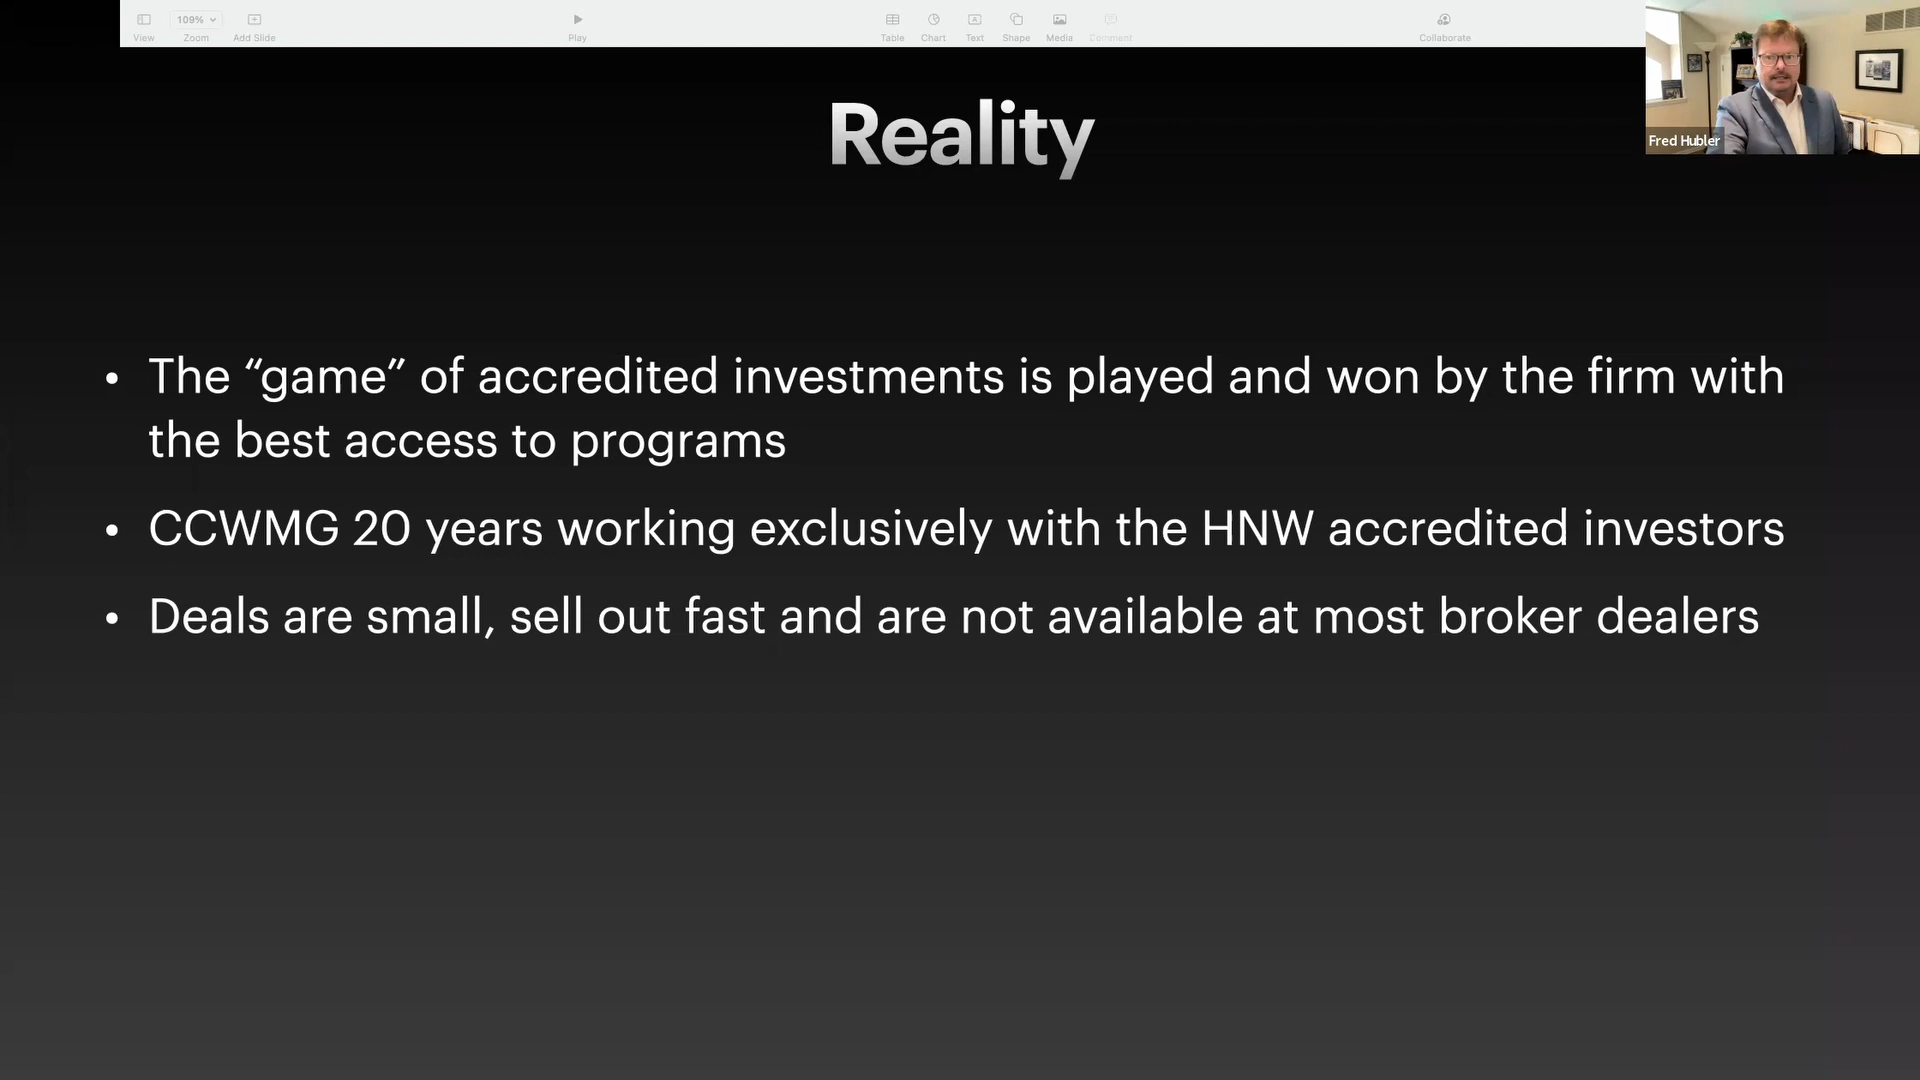 109%
View
Zoom
Add Slide
Play
Table
Chart
Text
Shape
Media
Comment
Collaborate
Fred Hubler
Reality
• The “game” of accredited investments is played and won by the firm with
the best access to programs
• CCWMG 20 years working exclusively with the HNW accredited investors
• Deals are small, sell out fast and are not available at most broker dealers